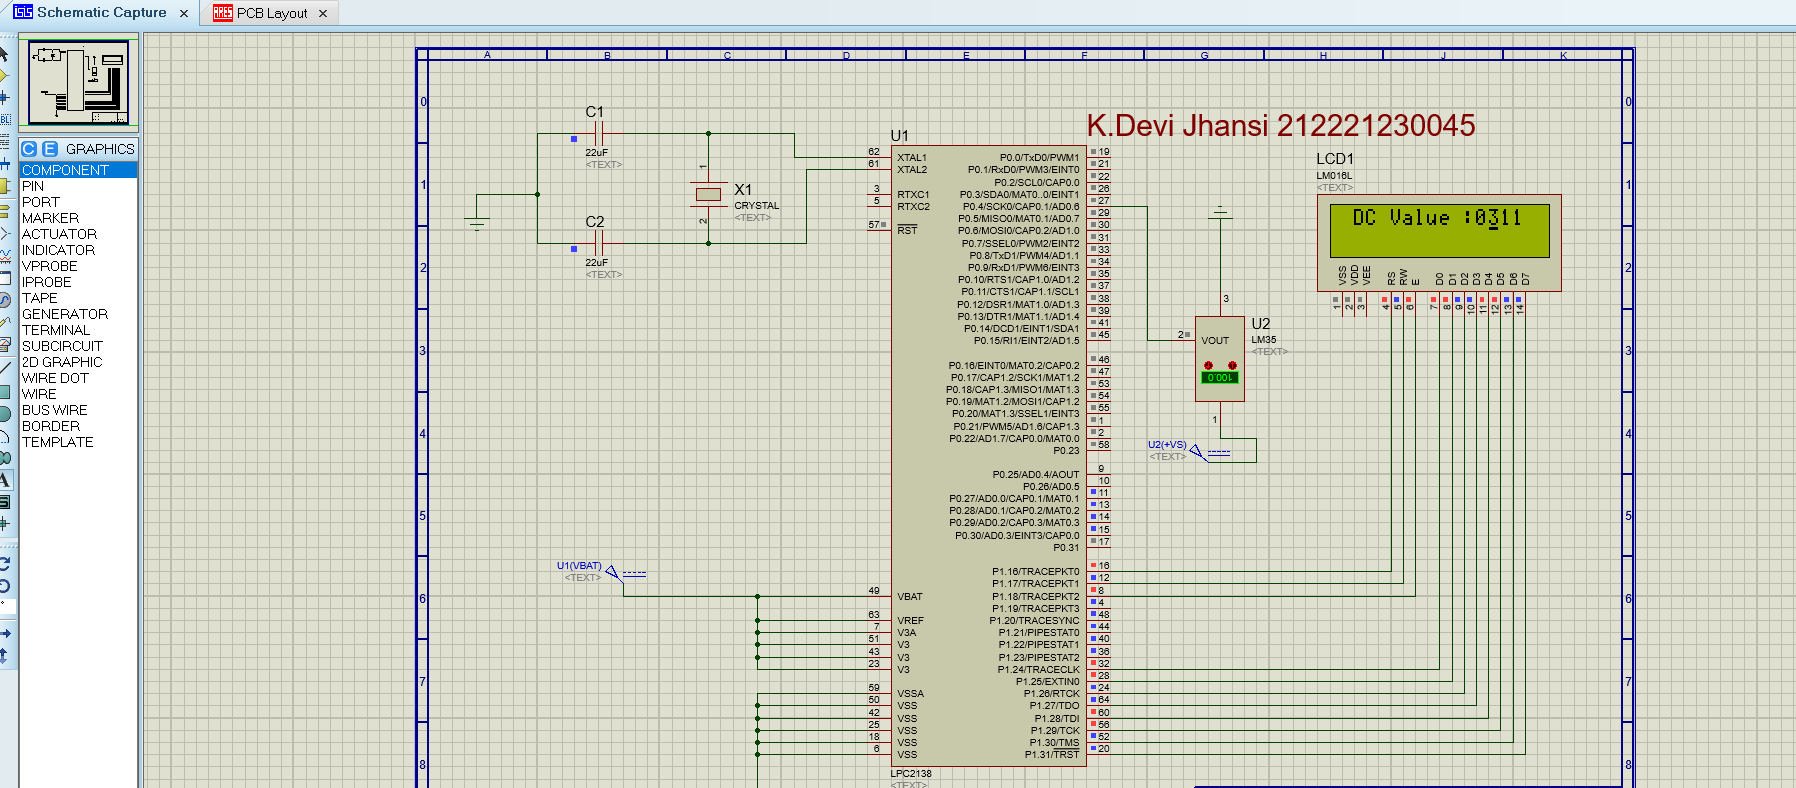 Schematic Capture
PCB Layout
C E GRAPHICS
COMPONENT
PIN
PORT
MARKER
ACTUATOR
INDICATOR
VPROBE
IPROBE
TAPE
GENERATOR
TERMINAL
SUBCIRCUIT
2D GRAPHIC
WIRE DOT
WIRE
BUS WIRE
BORDER
TEMPLATE
A B C D E F G H J K
0
1
2
3
4
5
6
7
8
0
1
2
3
4
5
6
7
8
K.Devi Jhansi 212221230045
C1
22uF
<TEXT>
C2
22uF
<TEXT>
1
X1
CRYSTAL
<TEXT>
2
U1
62 XTAL1
61 XTAL2
3 RTXC1
5 RTXC2
57 RST
U1(VBAT)
<TEXT>
49 VBAT
63 VREF
7 V3A
51 V3
43 V3
23 V3
59 VSSA
50 VSS
42 VSS
25 VSS
18 VSS
6 VSS
P0.0/TxD0/PWM1 19
P0.1/RxD0/PWM3/EINT0 21
P0.2/SCL0/CAP0.0 22
P0.3/SDA0/MAT0..0/EINT1 26
P0.4/SCK0/CAP0.1/AD0.6 27
P0.5/MISO0/MAT0.1/AD0.7 29
P0.6/MOSI0/CAP0.2/AD1.0 30
P0.7/SSEL0/PWM2/EINT2 31
P0.8/TxD1/PWM4/AD1.1 33
P0.9/RxD1/PWM6/EINT3 34
P0.10/RTS1/CAP1.0/AD1.2 35
P0.11/CTS1/CAP1.1/SCL1 37
P0.12/DSR1/MAT1.0/AD1.3 38
P0.13/DTR1/MAT1.1/AD1.4 39
P0.14/DCD1/EINT1/SDA1 41
P0.15/RI1/EINT2/AD1.5 45
P0.16/EINT0/MAT0.2/CAP0.2 46
P0.17/CAP1.2/SCK1/MAT1.2 47
P0.18/CAP1.3/MISO1/MAT1.3 53
P0.19/MAT1.2/MOSI1/CAP1.2 54
P0.20/MAT1.3/SSEL1/EINT3 55
P0.21/PWM5/AD1.6/CAP1.3 1
P0.22/AD1.7/CAP0.0/MAT0.0 2
P0.23 58
P0.25/AD0.4/AOUT 9
P0.26/AD0.5 10
P0.27/AD0.0/CAP0.1/MAT0.1 11
P0.28/AD0.1/CAP0.2/MAT0.2 13
P0.29/AD0.2/CAP0.3/MAT0.3 14
P0.30/AD0.3/EINT3/CAP0.0 15
P0.31 17
P1.16/TRACEPKT0 16
P1.17/TRACEPKT1 12
P1.18/TRACEPKT2 8
P1.19/TRACEPKT3 4
P1.20/TRACESYNC 48
P1.21/PIPESTAT0 44
P1.22/PIPESTAT1 40
P1.23/PIPESTAT2 36
P1.24/TRACECLK 32
P1.25/EXTIN0 28
P1.26/RTCK 24
P1.27/TDO 64
P1.28/TDI 60
P1.29/TCK 56
P1.30/TMS 52
P1.31/TRST 20
LPC2138
<TEXT>
3
U2
LM35
<TEXT>
2
VOUT
100.0
1
U2(+VS)
<TEXT>
LCD1
LM016L
<TEXT>
DC Value :0311
VSS VDD VEE RS RW E D0 D1 D2 D3 D4 D5 D6 D7
1 2 3 4 5 6 7 8 9 10 11 12 13 14